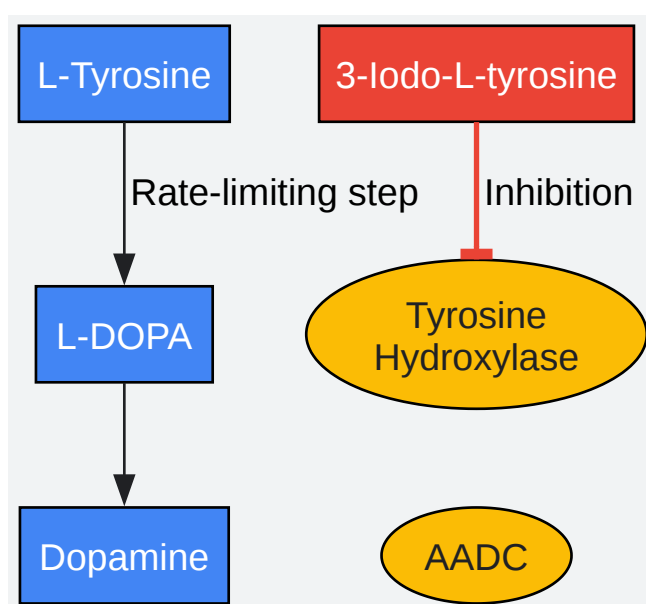 L-Tyrosine
3-Iodo-L-tyrosine
Rate-limiting step
Inhibition
L-DOPA
Tyrosine
Hydroxylase
Dopamine
AADC